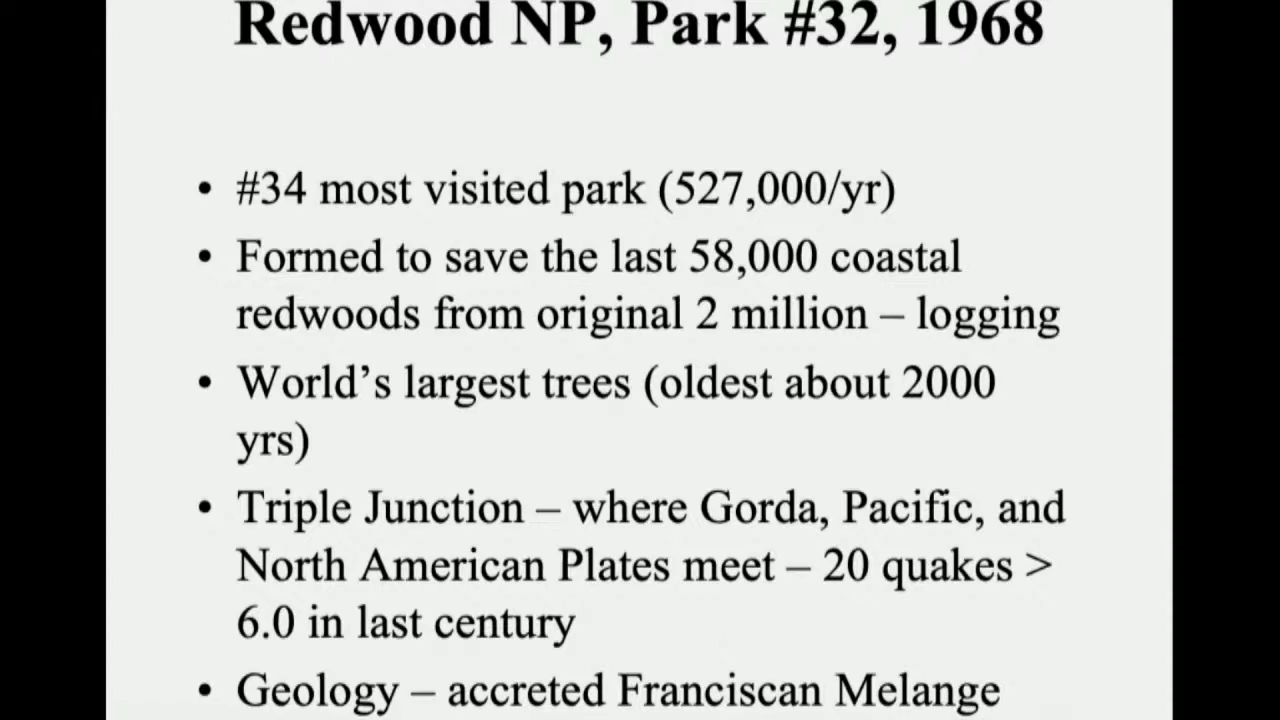 Redwood NP, Park #32, 1968
• #34 most visited park (527,000/yr)
• Formed to save the last 58,000 coastal
redwoods from original 2 million – logging
• World’s largest trees (oldest about 2000
yrs)
• Triple Junction – where Gorda, Pacific, and
North American Plates meet – 20 quakes >
6.0 in last century
• Geology – accreted Franciscan Melange